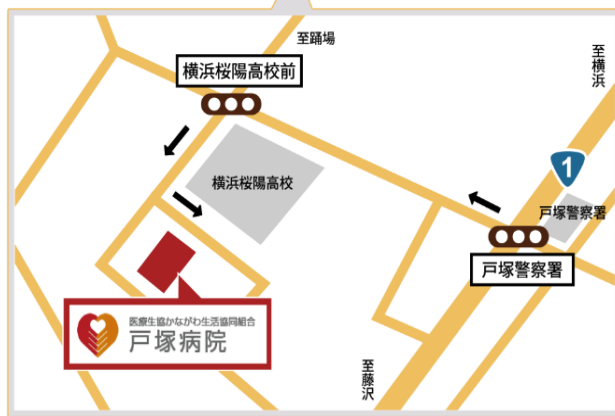 至踊場
至横浜
横浜桜陽高校前
1
横浜桜陽高校
戸塚警察署
戸塚警察署
医療生協かながわ生活協同組合
戸塚病院
至藤沢